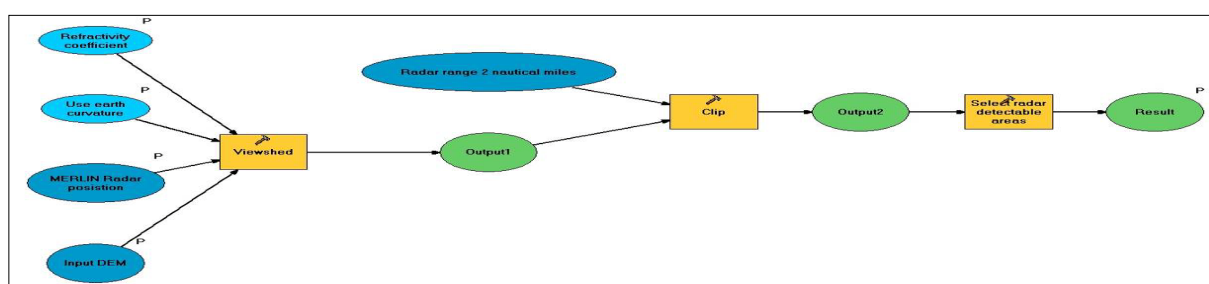 P
Refractivity
coefficient
P
Use earth
curvature
P
MERLIN Radar
posistion
P
Input DEM
Viewshed
Output1
Radar range 2 nautical miles
Clip
Output2
Select radar
detectable
areas
P
Result